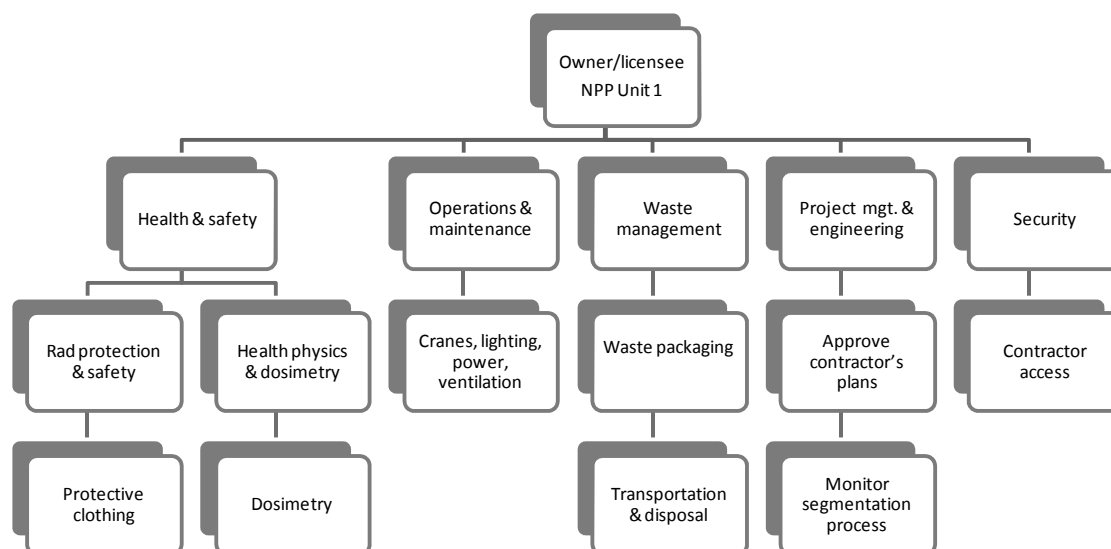 Owner/licensee
NPP Unit 1
Health & safety
Operations &
maintenance
Waste
management
Project mgt. &
engineering
Security
Rad protection
& safety
Health physics
& dosimetry
Cranes, lighting,
power,
ventilation
Waste packaging
Approve
contractor’s
plans
Contractor
access
Protective
clothing
Dosimetry
Transportation
& disposal
Monitor
segmentation
process